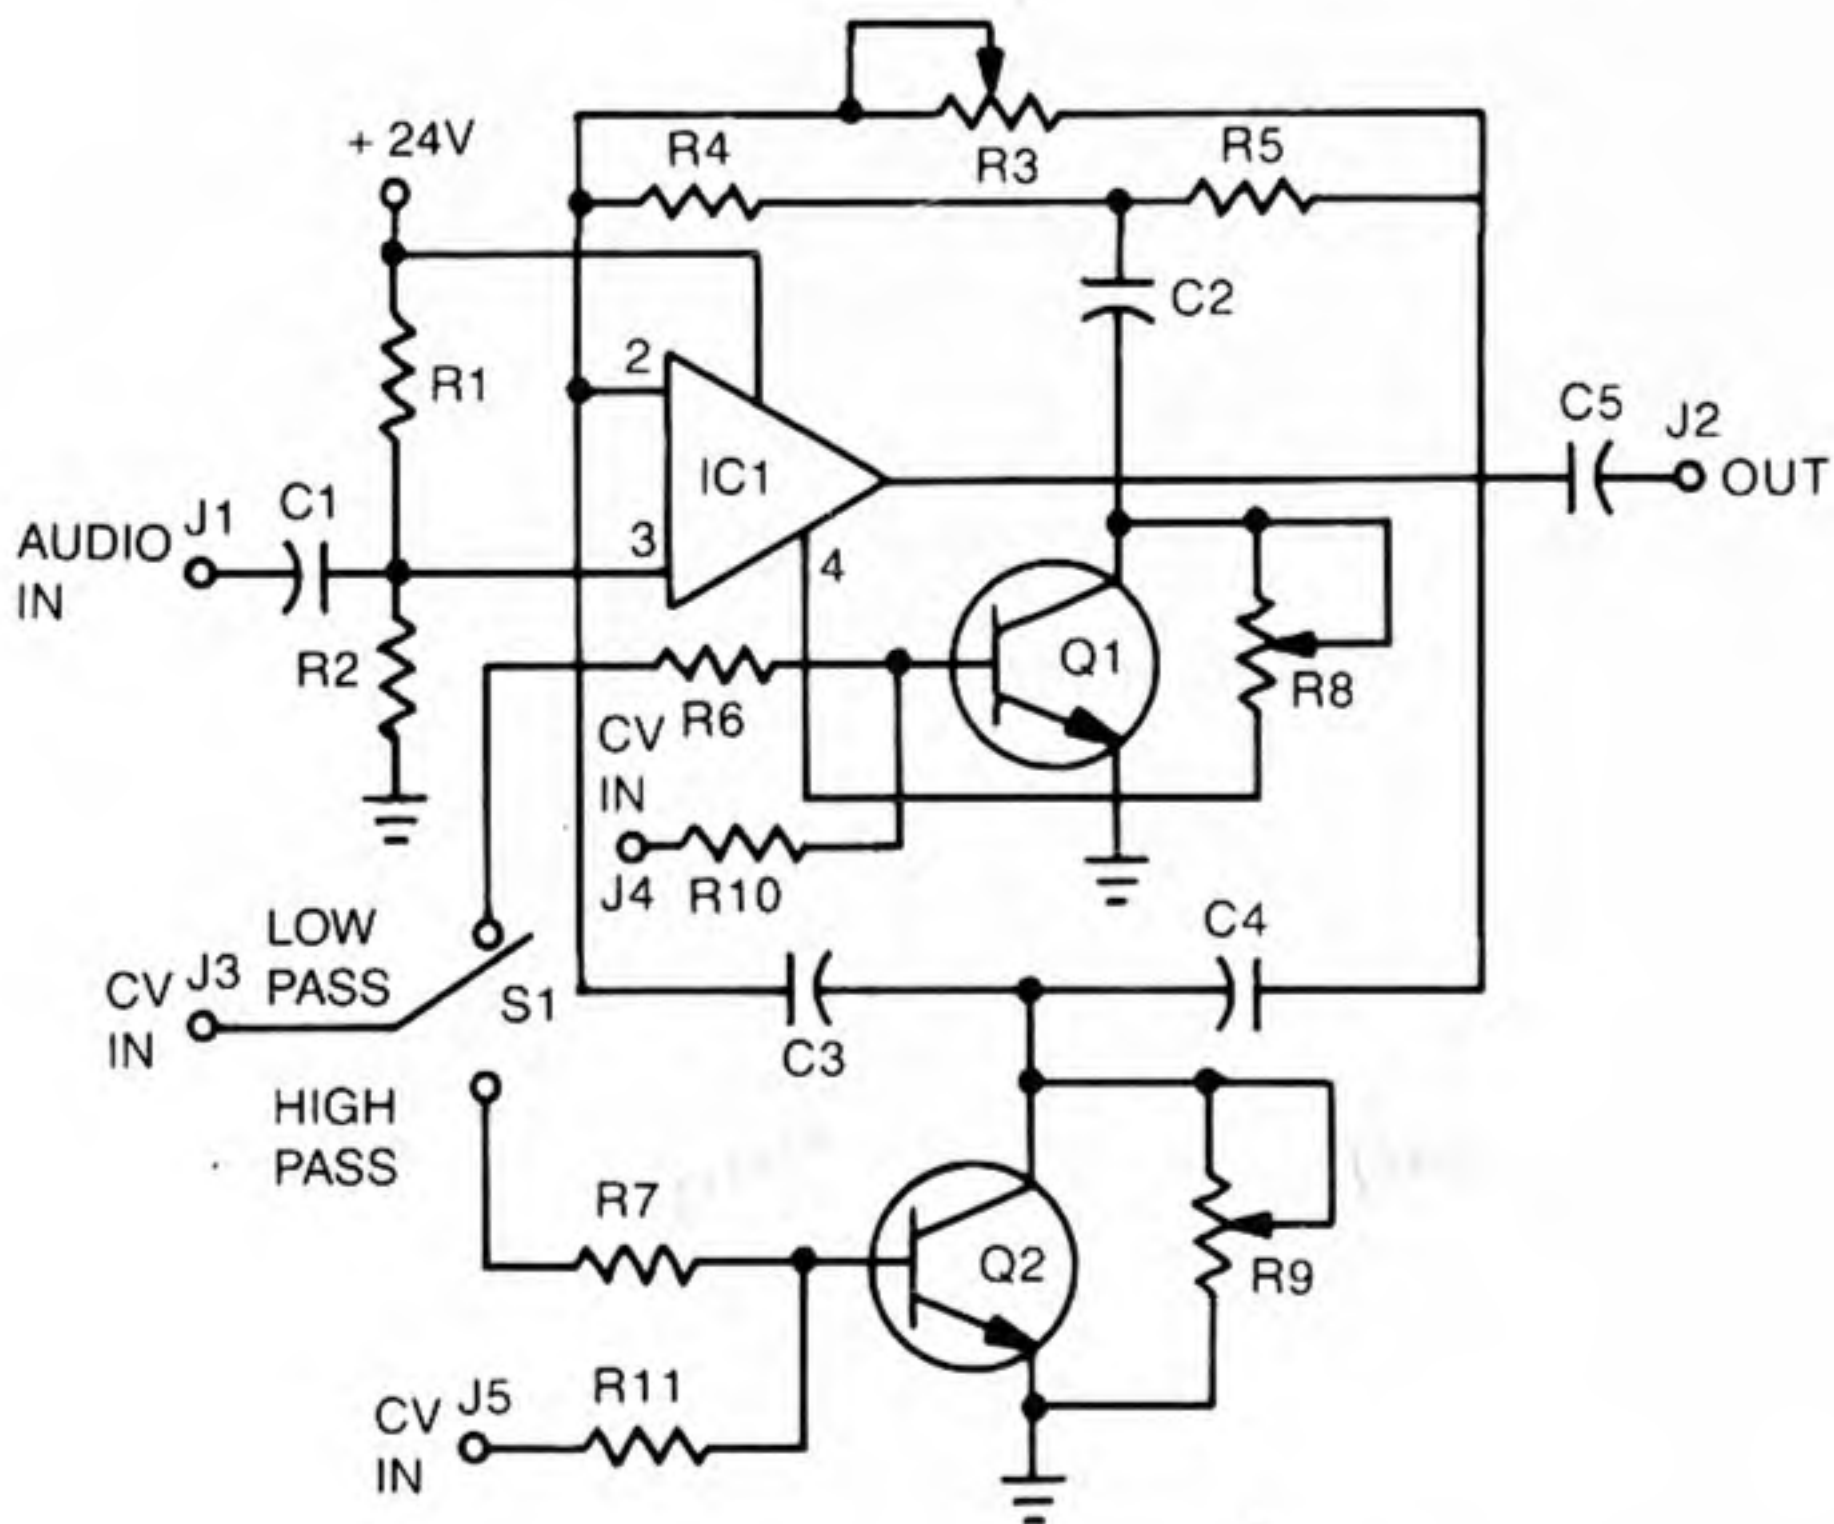 + 24V
R4
R3
R5
C2
R1
2
IC1
3
4
C5
J2
OUT
AUDIO
IN
J1
C1
R2
R6
Q1
R8
CV
IN
J4
R10
LOW
PASS
CV
IN
J3
S1
HIGH
PASS
C3
C4
R7
Q2
R9
CV
IN
J5
R11